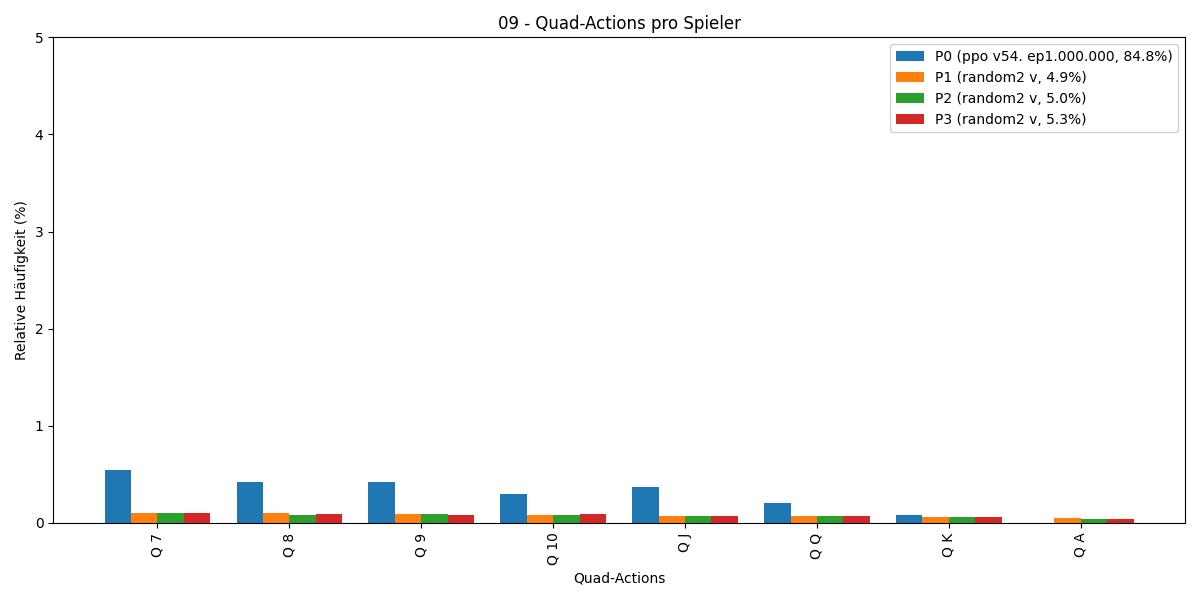 09 - Quad-Actions pro Spieler
P0 (ppo v54. ep1.000.000, 84.8%)
P1 (random2 v, 4.9%)
P2 (random2 v, 5.0%)
P3 (random2 v, 5.3%)
Relative Häufigkeit (%)
5
4
3
2
1
0
Q 7
Q 8
Q 9
Q 10
Q J
Q Q
Q K
Q A
Quad-Actions